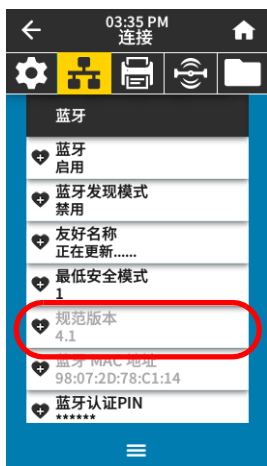 03:35 PM
连接
蓝牙
蓝牙
启用
蓝牙发现模式
禁用
友好名称
正在更新......
最低安全模式
1
规范版本
4.1
蓝牙 MAC 地址
98:07:2D:78:C1:14
蓝牙认证PIN
******